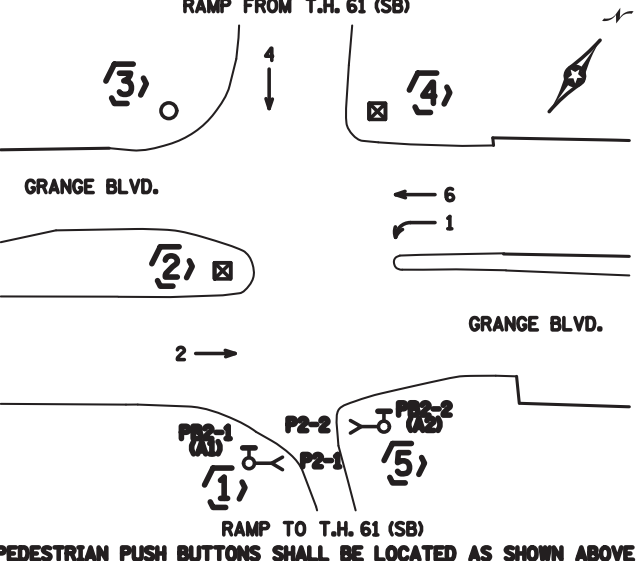 RAMP FROM T.H. 61 (SB)
N
4
3
4
GRANGE BLVD.
6
1
2
GRANGE BLVD.
2
PB2-2
(A2)
P2-2
PB2-1
(A1)
P2-1
5
1
RAMP TO T.H. 61 (SB)
PEDESTRIAN PUSH BUTTONS SHALL BE LOCATED AS SHOWN ABOVE